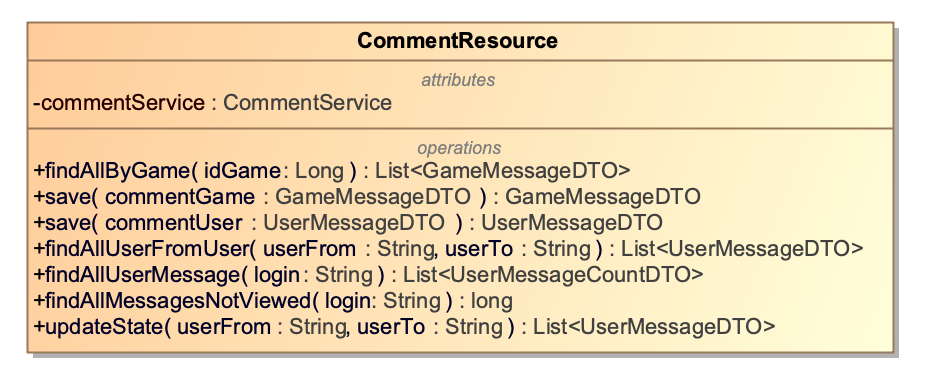 CommentResource
attributes
-commentService : CommentService
operations
+findAllByGame( idGame : Long ) : List<GameMessageDTO>
+save( commentGame : GameMessageDTO ) : GameMessageDTO
+save( commentUser : UserMessageDTO ) : UserMessageDTO
+findAllUserFromUser( userFrom : String, userTo : String ) : List<UserMessageDTO>
+findAllUserMessage( login : String ) : List<UserMessageCountDTO>
+findAllMessagesNotViewed( login : String ) : long
+updateState( userFrom : String, userTo : String ) : List<UserMessageDTO>